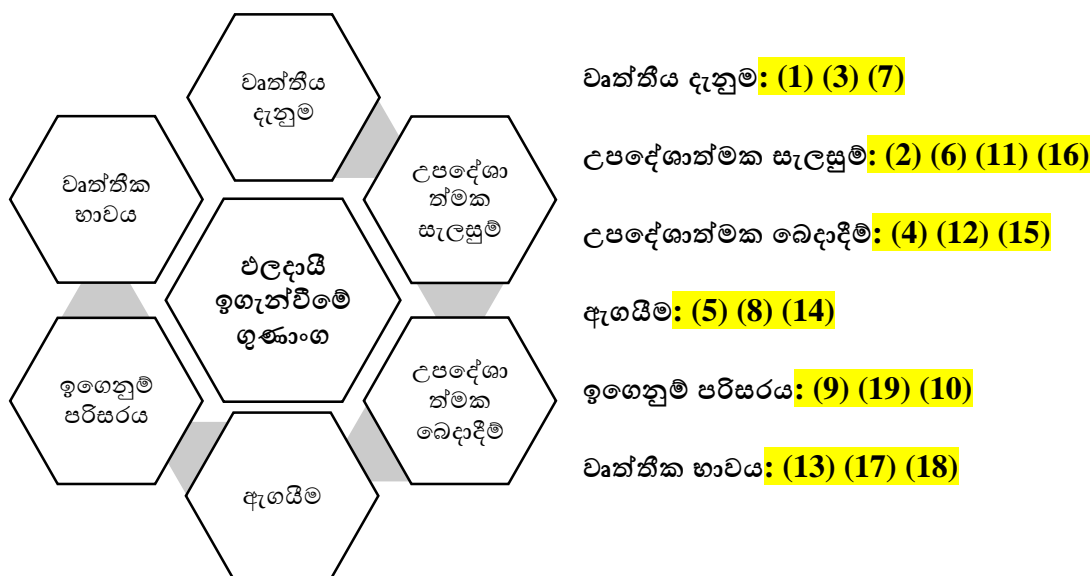 වෘත්තීය
දැනුම
උපදේශා
ත්මක
සැලසුම්
උපදේශා
ත්මක
බෙදාදීම්
ඇගයීම
ඉගෙනුම්
පරිසරය
වෘත්තීක
භාවය
ඵලදායී
ඉගැන්වීමේ
ගුණාංග
වෘත්තීය දැනුම: (1) (3) (7)
උපදේශාත්මක සැලසුම්: (2) (6) (11) (16)
උපදේශාත්මක බෙදාදීම්: (4) (12) (15)
ඇගයීම: (5) (8) (14)
ඉගෙනුම් පරිසරය: (9) (19) (10)
වෘත්තීක භාවය: (13) (17) (18)